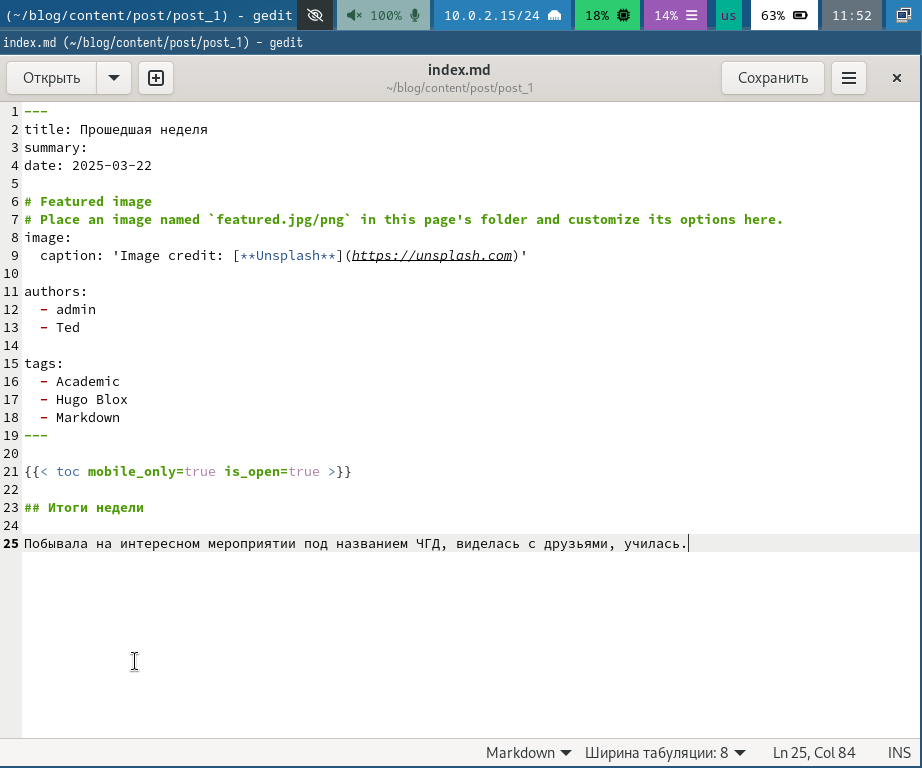 (~/blog/content/post/post_1) - gedit 100% 10.0.2.15/24 18% 14% us 63% 11:52
index.md (~/blog/content/post/post_1) - gedit
Открыть index.md Сохранить
~/blog/content/post/post_1
1 ---
2 title: Прошедшая неделя
3 summary:
4 date: 2025-03-22
5
6 # Featured image
7 # Place an image named `featured.jpg/png` in this page's folder and customize its options here.
8 image:
9   caption: 'Image credit: [**Unsplash**](https://unsplash.com)'
10
11 authors:
12   - admin
13   - Ted
14
15 tags:
16   - Academic
17   - Hugo Blox
18   - Markdown
19 ---
20
21 {{< toc mobile_only=true is_open=true >}}
22
23 ## Итоги недели
24
25 Побывала на интересном мероприятии под названием ЧГД, виделась с друзьями, училась.
Markdown Ширина табуляции: 8 Ln 25, Col 84 INS